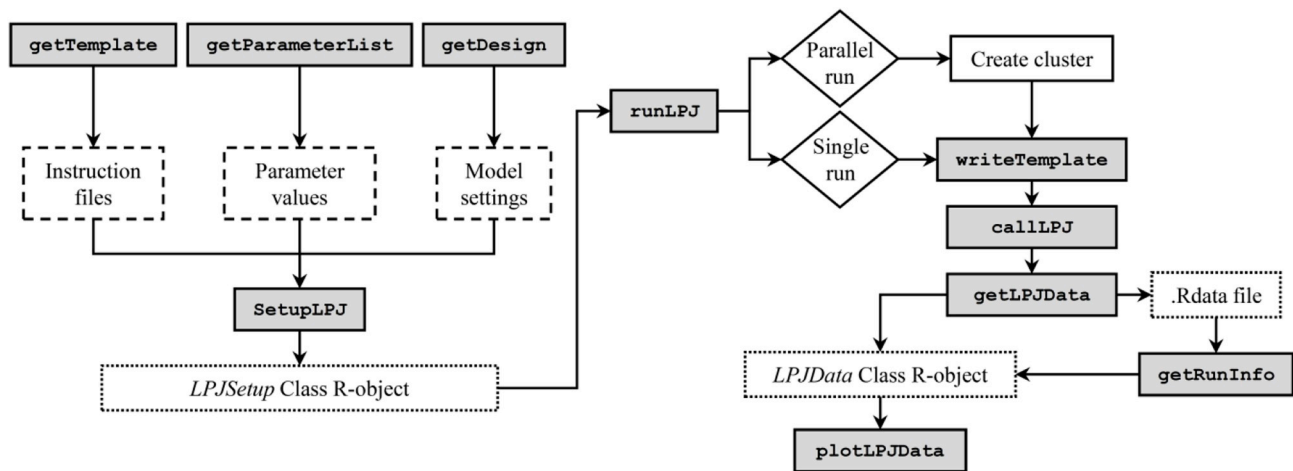 getTemplate
getParameterList
getDesign
Instruction
files
Parameter
values
Model
settings
SetupLPJ
LPJSetup Class R-object
runLPJ
Parallel
run
Create cluster
Single
run
writeTemplate
callLPJ
getLPJData
.Rdata file
LPJData Class R-object
getRunInfo
plotLPJData